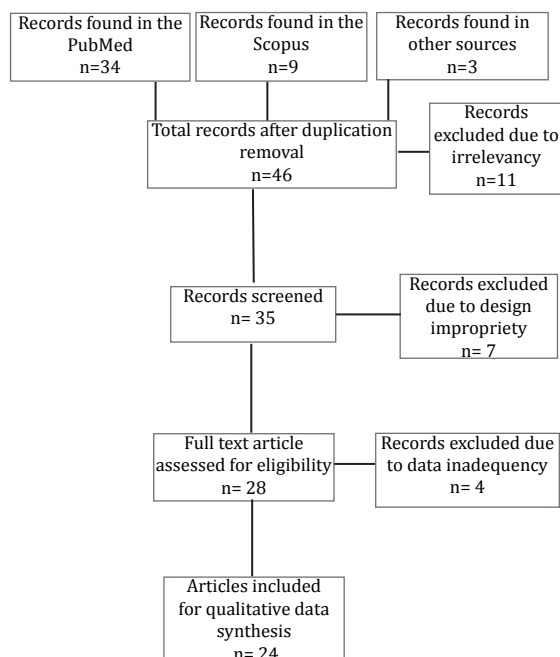 Records found in the
PubMed
n=34
Records found in the
Scopus
n=9
Records found in
other sources
n=3
Total records after duplication
removal
n=46
Records
excluded due to
irrelevancy
n=11
Records screened
n= 35
Records excluded
due to design
impropriety
n= 7
Full text article
assessed for eligibility
n= 28
Records excluded due
to data inadequency
n= 4
Articles included
for qualitative data
synthesis
n= 24